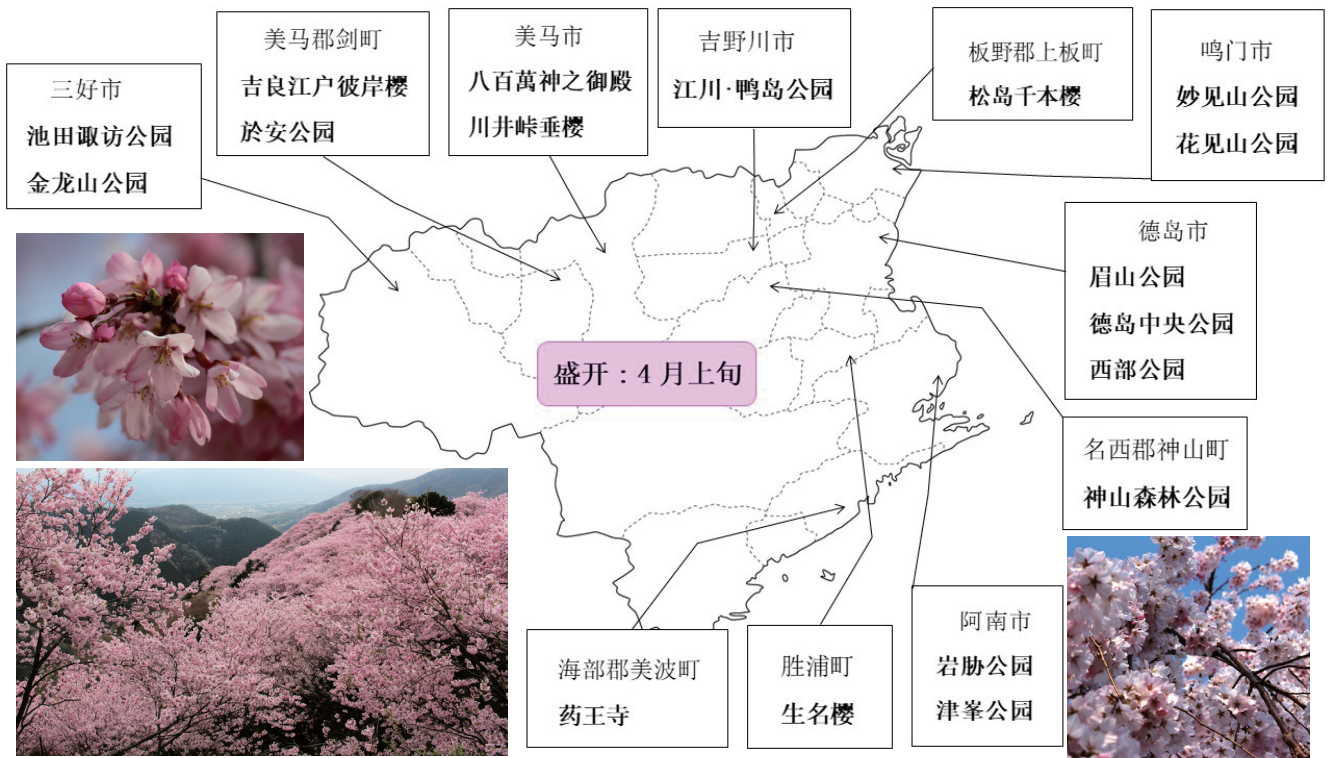 三好市
池田诹访公园
金龙山公园
美马郡剑町
吉良江户彼岸樱
於安公园
美马市
八百萬神之御殿
川井峠垂樱
吉野川市
江川·鸭岛公园
板野郡上板町
松岛千本樱
鸣门市
妙见山公园
花见山公园
德岛市
眉山公园
德岛中央公园
西部公园
盛开：4月上旬
名西郡神山町
神山森林公园
海部郡美波町
药王寺
胜浦町
生名樱
阿南市
岩胁公园
津峯公园